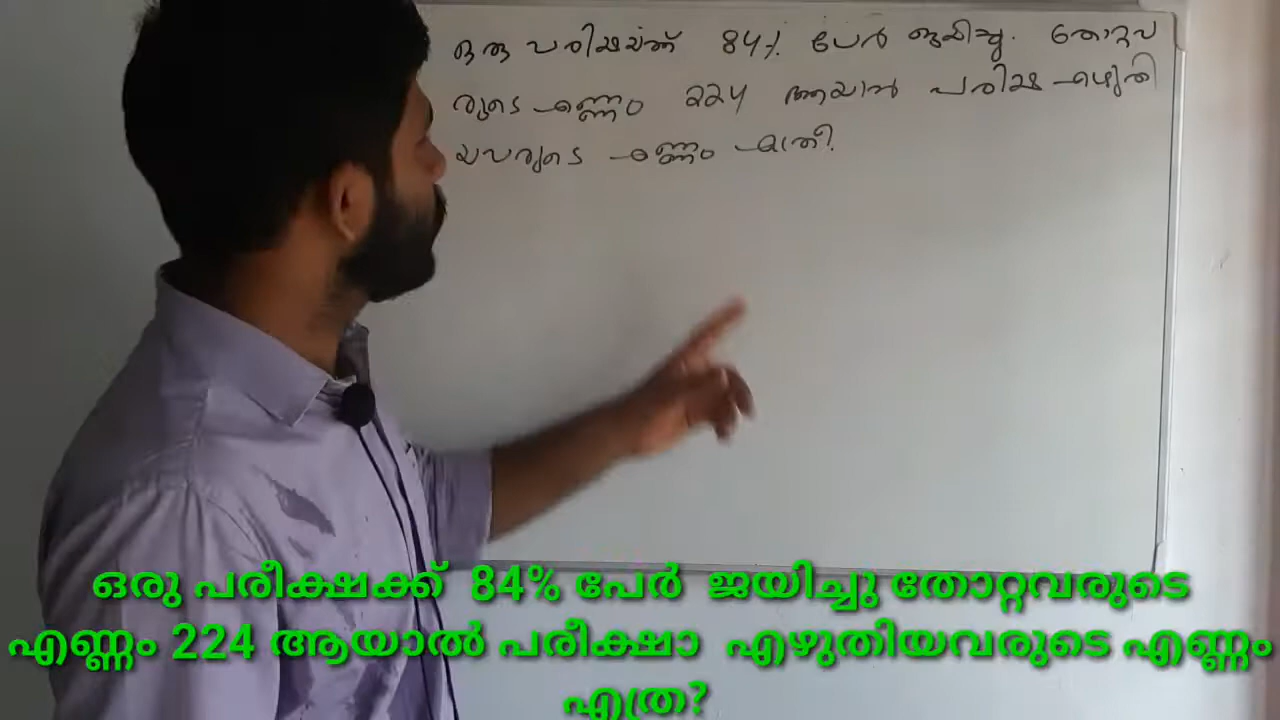 ഒരു പരീക്ഷയ്ക്ക് 84% പേർ ജയിച്ചു. തോറ്റവ
രുടെ എണ്ണം 224 ആയാൽ പരീക്ഷ എഴുതി
യവരുടെ എണ്ണം എത്ര?
ഒരു പരീക്ഷക്ക് 84% പേർ ജയിച്ചു തോറ്റവരുടെ
എണ്ണം 224 ആയാൽ പരീക്ഷാ എഴുതിയവരുടെ എണ്ണം
എത്ര?